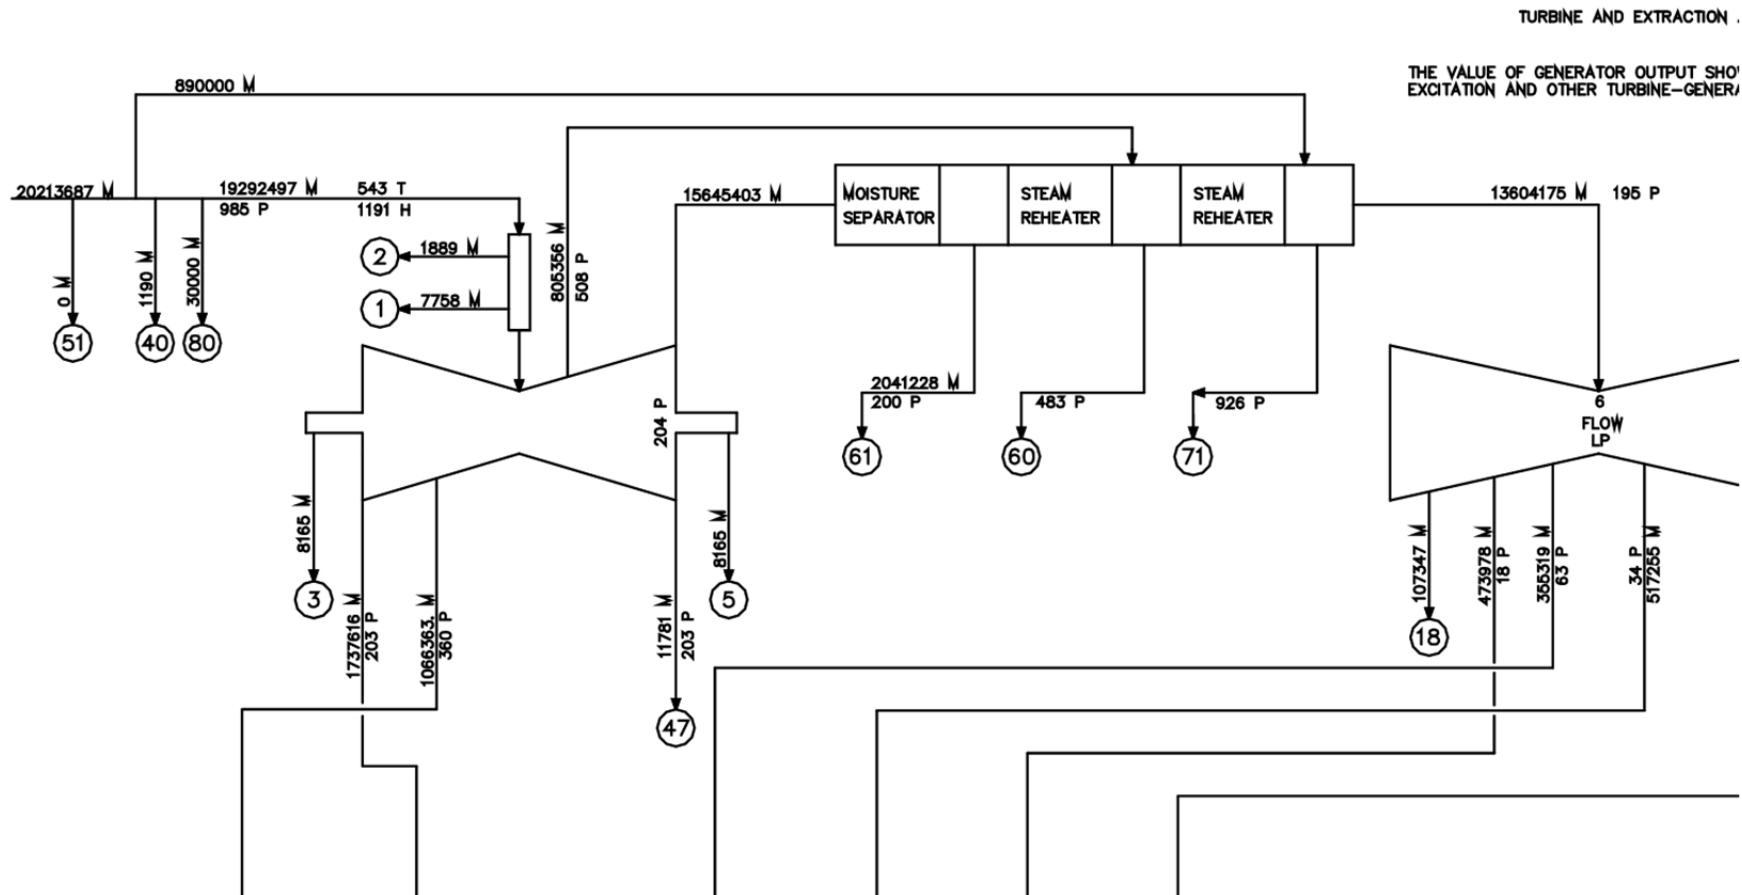 TURBINE AND EXTRACTION
THE VALUE OF GENERATOR OUTPUT SHO
EXCITATION AND OTHER TURBINE-GENERA
890000 M
20213687 M
19292497 M
985 P
543 T
1191 H
0 M
1190 M
30000 M
51
40
80
2
1889 M
1
7758 M
805356 M
508 P
15645403 M
MOISTURE
SEPARATOR
STEAM
REHEATER
STEAM
REHEATER
13604175 M
195 P
2041228 M
200 P
483 P
926 P
61
60
71
204 P
6
FLOW
LP
8165 M
3
1737616 M
203 P
1066363. M
360 P
11781 M
203 P
47
8165 M
5
107347 M
18
473978 M
18 P
355319 M
63 P
34 P
517255 M